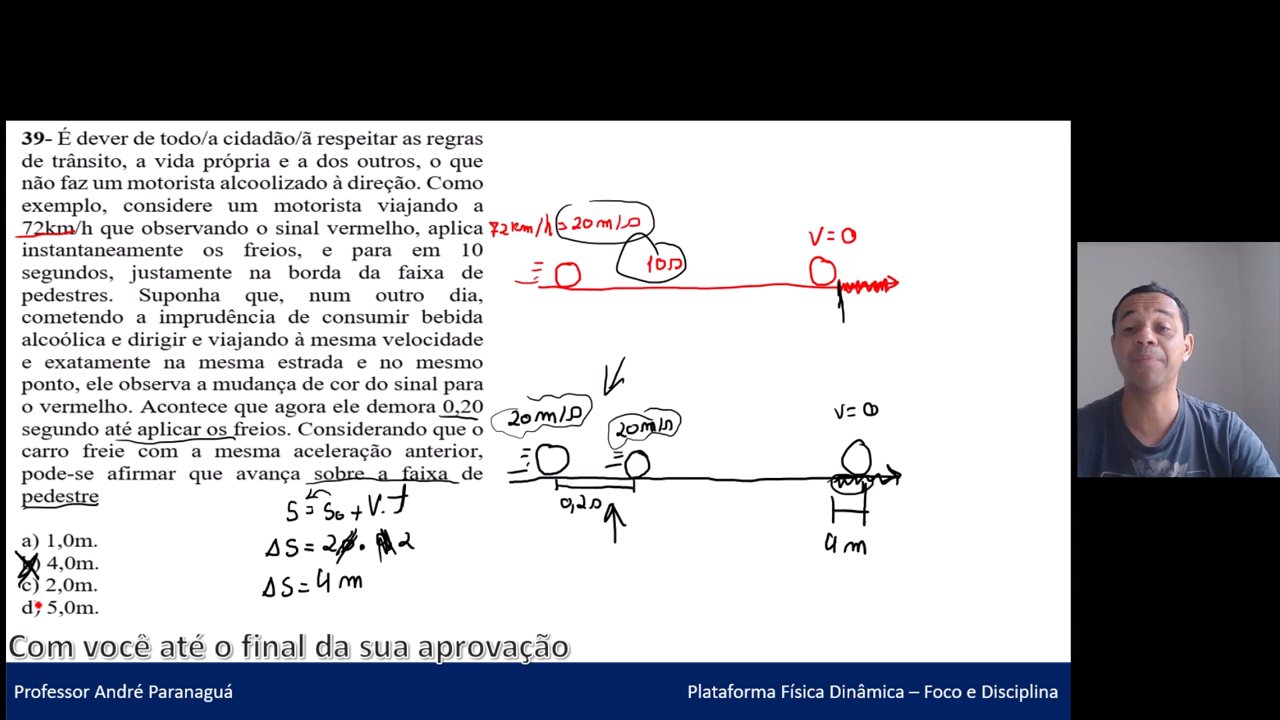 39- É dever de todo/a cidadão/ã respeitar as regras
de trânsito, a vida própria e a dos outros, o que
não faz um motorista alcoolizado à direção. Como
exemplo, considere um motorista viajando a
72km/h que observando o sinal vermelho, aplica
instantaneamente os freios, e para em 10
segundos, justamente na borda da faixa de
pedestres. Suponha que, num outro dia,
cometendo a imprudência de consumir bebida
alcoólica e dirigir e viajando à mesma velocidade
e exatamente na mesma estrada e no mesmo
ponto, ele observa a mudança de cor do sinal para
o vermelho. Acontece que agora ele demora 0,20
segundo até aplicar os freios. Considerando que o
carro freie com a mesma aceleração anterior,
pode-se afirmar que avança sobre a faixa de
pedestre
a) 1,0m.
b) 4,0m.
c) 2,0m.
d) 5,0m.
S = S0 + V.t
ΔS = 20. 2
ΔS = 4 m
72km/h = 20m/s
10s
V = 0
20m/s
20m/s
V = 0
0,2s
4 m
Com você até o final da sua aprovação
Professor André Paranaguá
Plataforma Física Dinâmica – Foco e Disciplina